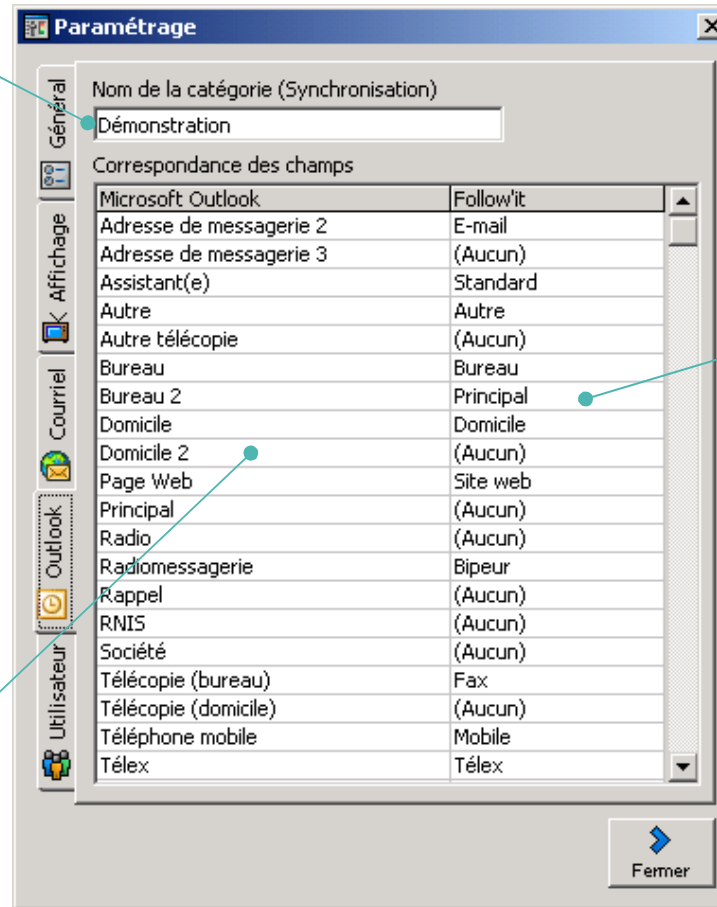 Paramétrage
Général
Affichage
Courriel
Outlook
Utilisateur
Nom de la catégorie (Synchronisation)
Démonstration
Correspondance des champs
Microsoft Outlook Follow'it
Adresse de messagerie 2 E-mail
Adresse de messagerie 3 (Aucun)
Assistant(e) Standard
Autre Autre
Autre télécopie (Aucun)
Bureau Bureau
Bureau 2 Principal
Domicile Domicile
Domicile 2 (Aucun)
Page Web Site web
Principal (Aucun)
Radio (Aucun)
Radiomessagerie Bipeur
Rappel (Aucun)
RNIS (Aucun)
Société (Aucun)
Télécopie (bureau) Fax
Télécopie (domicile) (Aucun)
Téléphone mobile Mobile
Télex Télex
Fermer